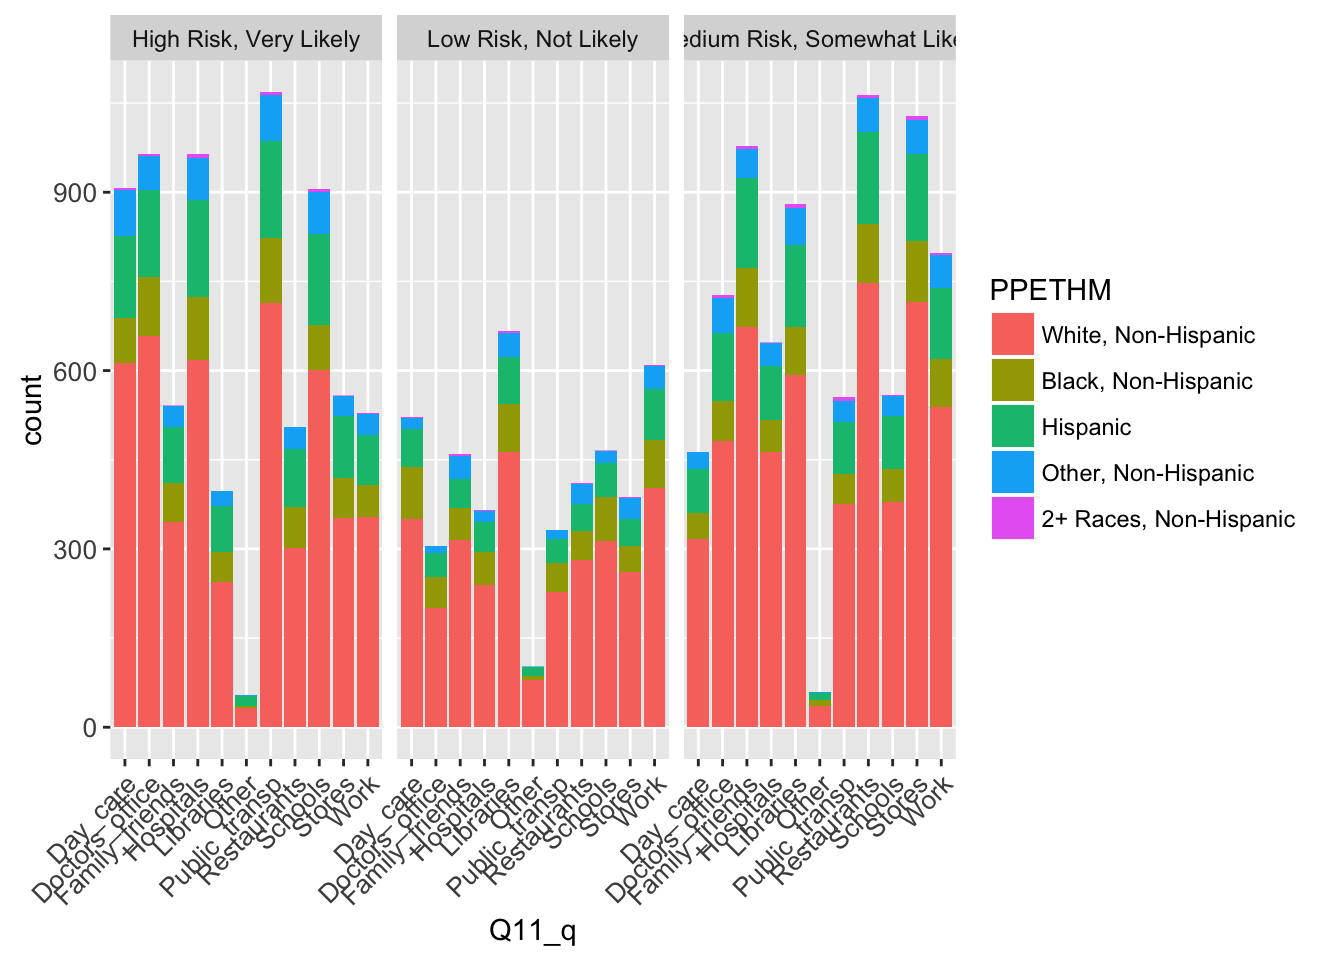 High Risk, Very Likely
Low Risk, Not Likely
edium Risk, Somewhat Like
count
900
600
300
0
Day_care
Doctors_office
Family_friends
Hospitals
Libraries
Other
Public_transp
Restaurants
Schools
Stores
Work
Day_care
Doctors_office
Family_friends
Hospitals
Libraries
Other
Public_transp
Restaurants
Schools
Stores
Work
Day_care
Doctors_office
Family_friends
Hospitals
Libraries
Other
Public_transp
Restaurants
Schools
Stores
Work
Q11_q
PPETHM
White, Non-Hispanic
Black, Non-Hispanic
Hispanic
Other, Non-Hispanic
2+ Races, Non-Hispanic